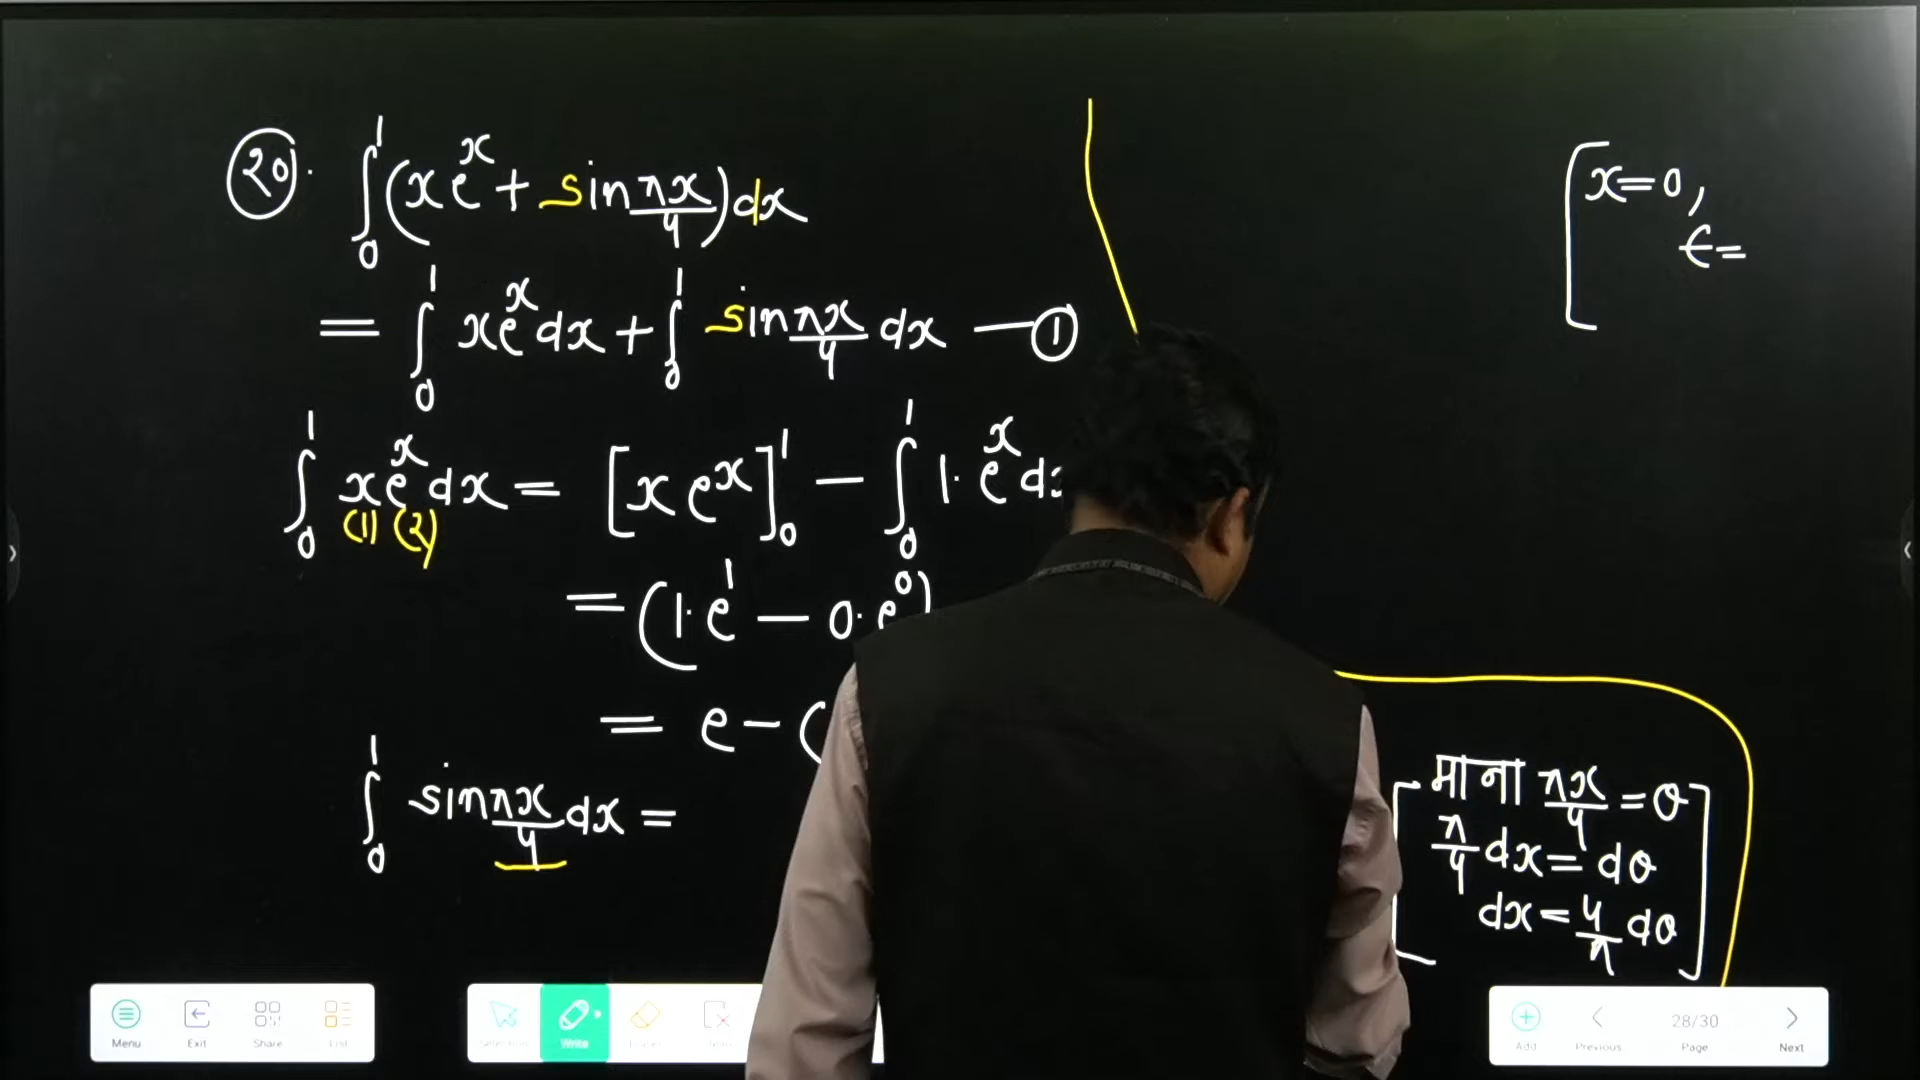 २०. ∫₀¹ (xeˣ + sin πx/4) dx
= ∫₀¹ xeˣ dx + ∫₀¹ sin πx/4 dx — ①
∫₀¹ xeˣ dx = [x eˣ]₀¹ − ∫₀¹ 1·eˣ
(1) (2)
= (1·e¹ − 0·e⁰)
= e − (
∫₀¹ sin πx/4 dx =
x=0,
माना πx/4 = θ
π/4 dx = dθ
dx = 4/π dθ
Menu
Exit
Share
List
Write
Add
Previous
28/30
Page
Next